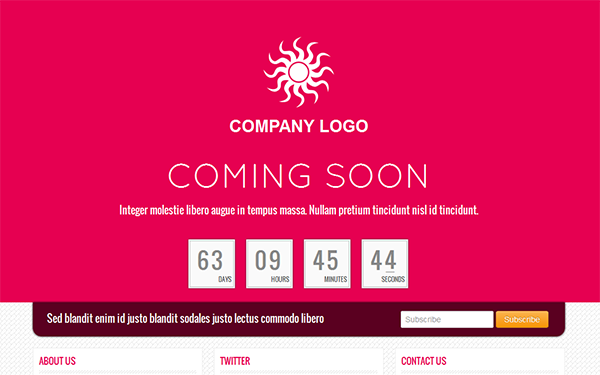 COMPANY LOGO
COMING SOON
Integer molestie libero augue in tempus massa. Nullam pretium tincidunt nisl id tincidunt.
63 09 45 44
DAYS HOURS MINUTES SECONDS
Sed blandit enim id justo blandit sodales justo lectus commodo libero
Subscribe Subscribe
ABOUT US TWITTER CONTACT US